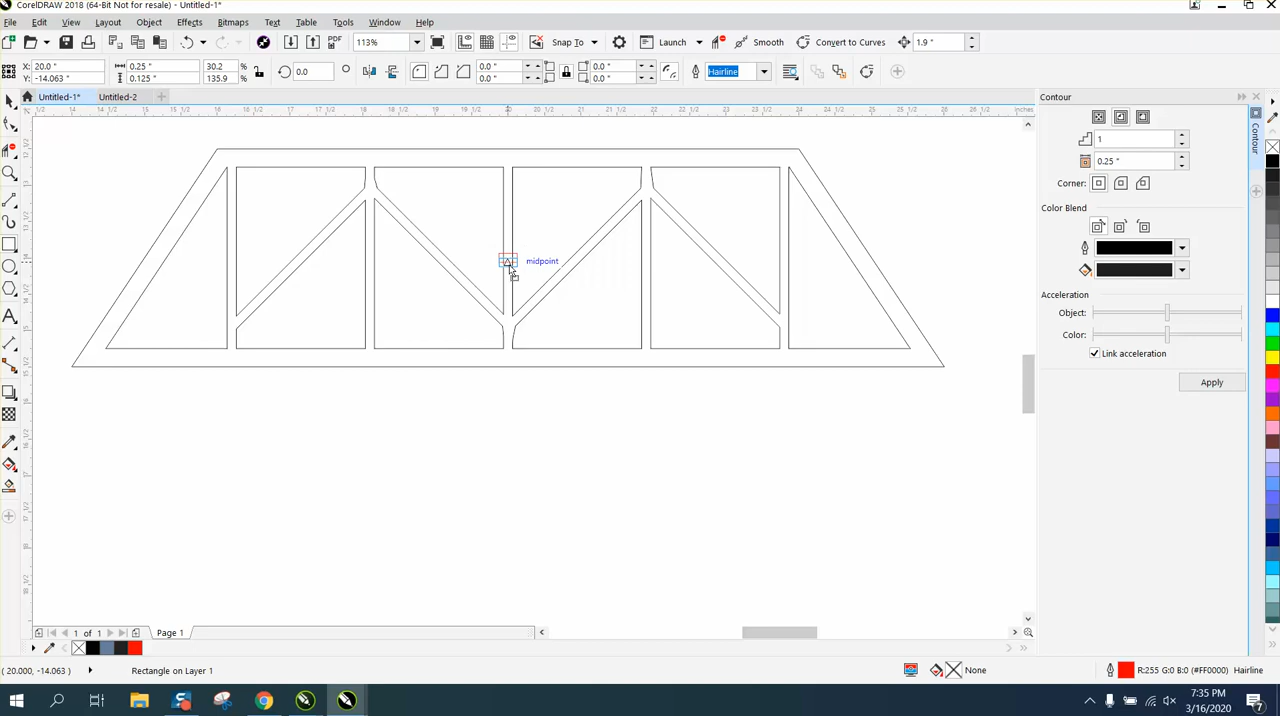 CorelDRAW 2018 (64-Bit Not for resale) - Untitled-1*
File Edit View Layout Object Effects Bitmaps Text Table Tools Window Help
PDF 113% Snap To Launch Smooth Convert to Curves 1.9 "
X: 20.0 " 0.25 " 30.2 % 0.0 0.0 " 0.0 " Hairline
Y: -14.063 " 0.125 " 135.9 % 0.0 " 0.0 "
Untitled-1* Untitled-2
Contour
inches
1
0.25 "
Corner:
Color Blend
midpoint
Acceleration
Object:
Color:
Link acceleration
Apply
Contour
1 of 1 Page 1
( 20.000, -14.063) Rectangle on Layer 1 None R:255 G:0 B:0 (#FF0000) Hairline
7:35 PM
3/16/2020
7